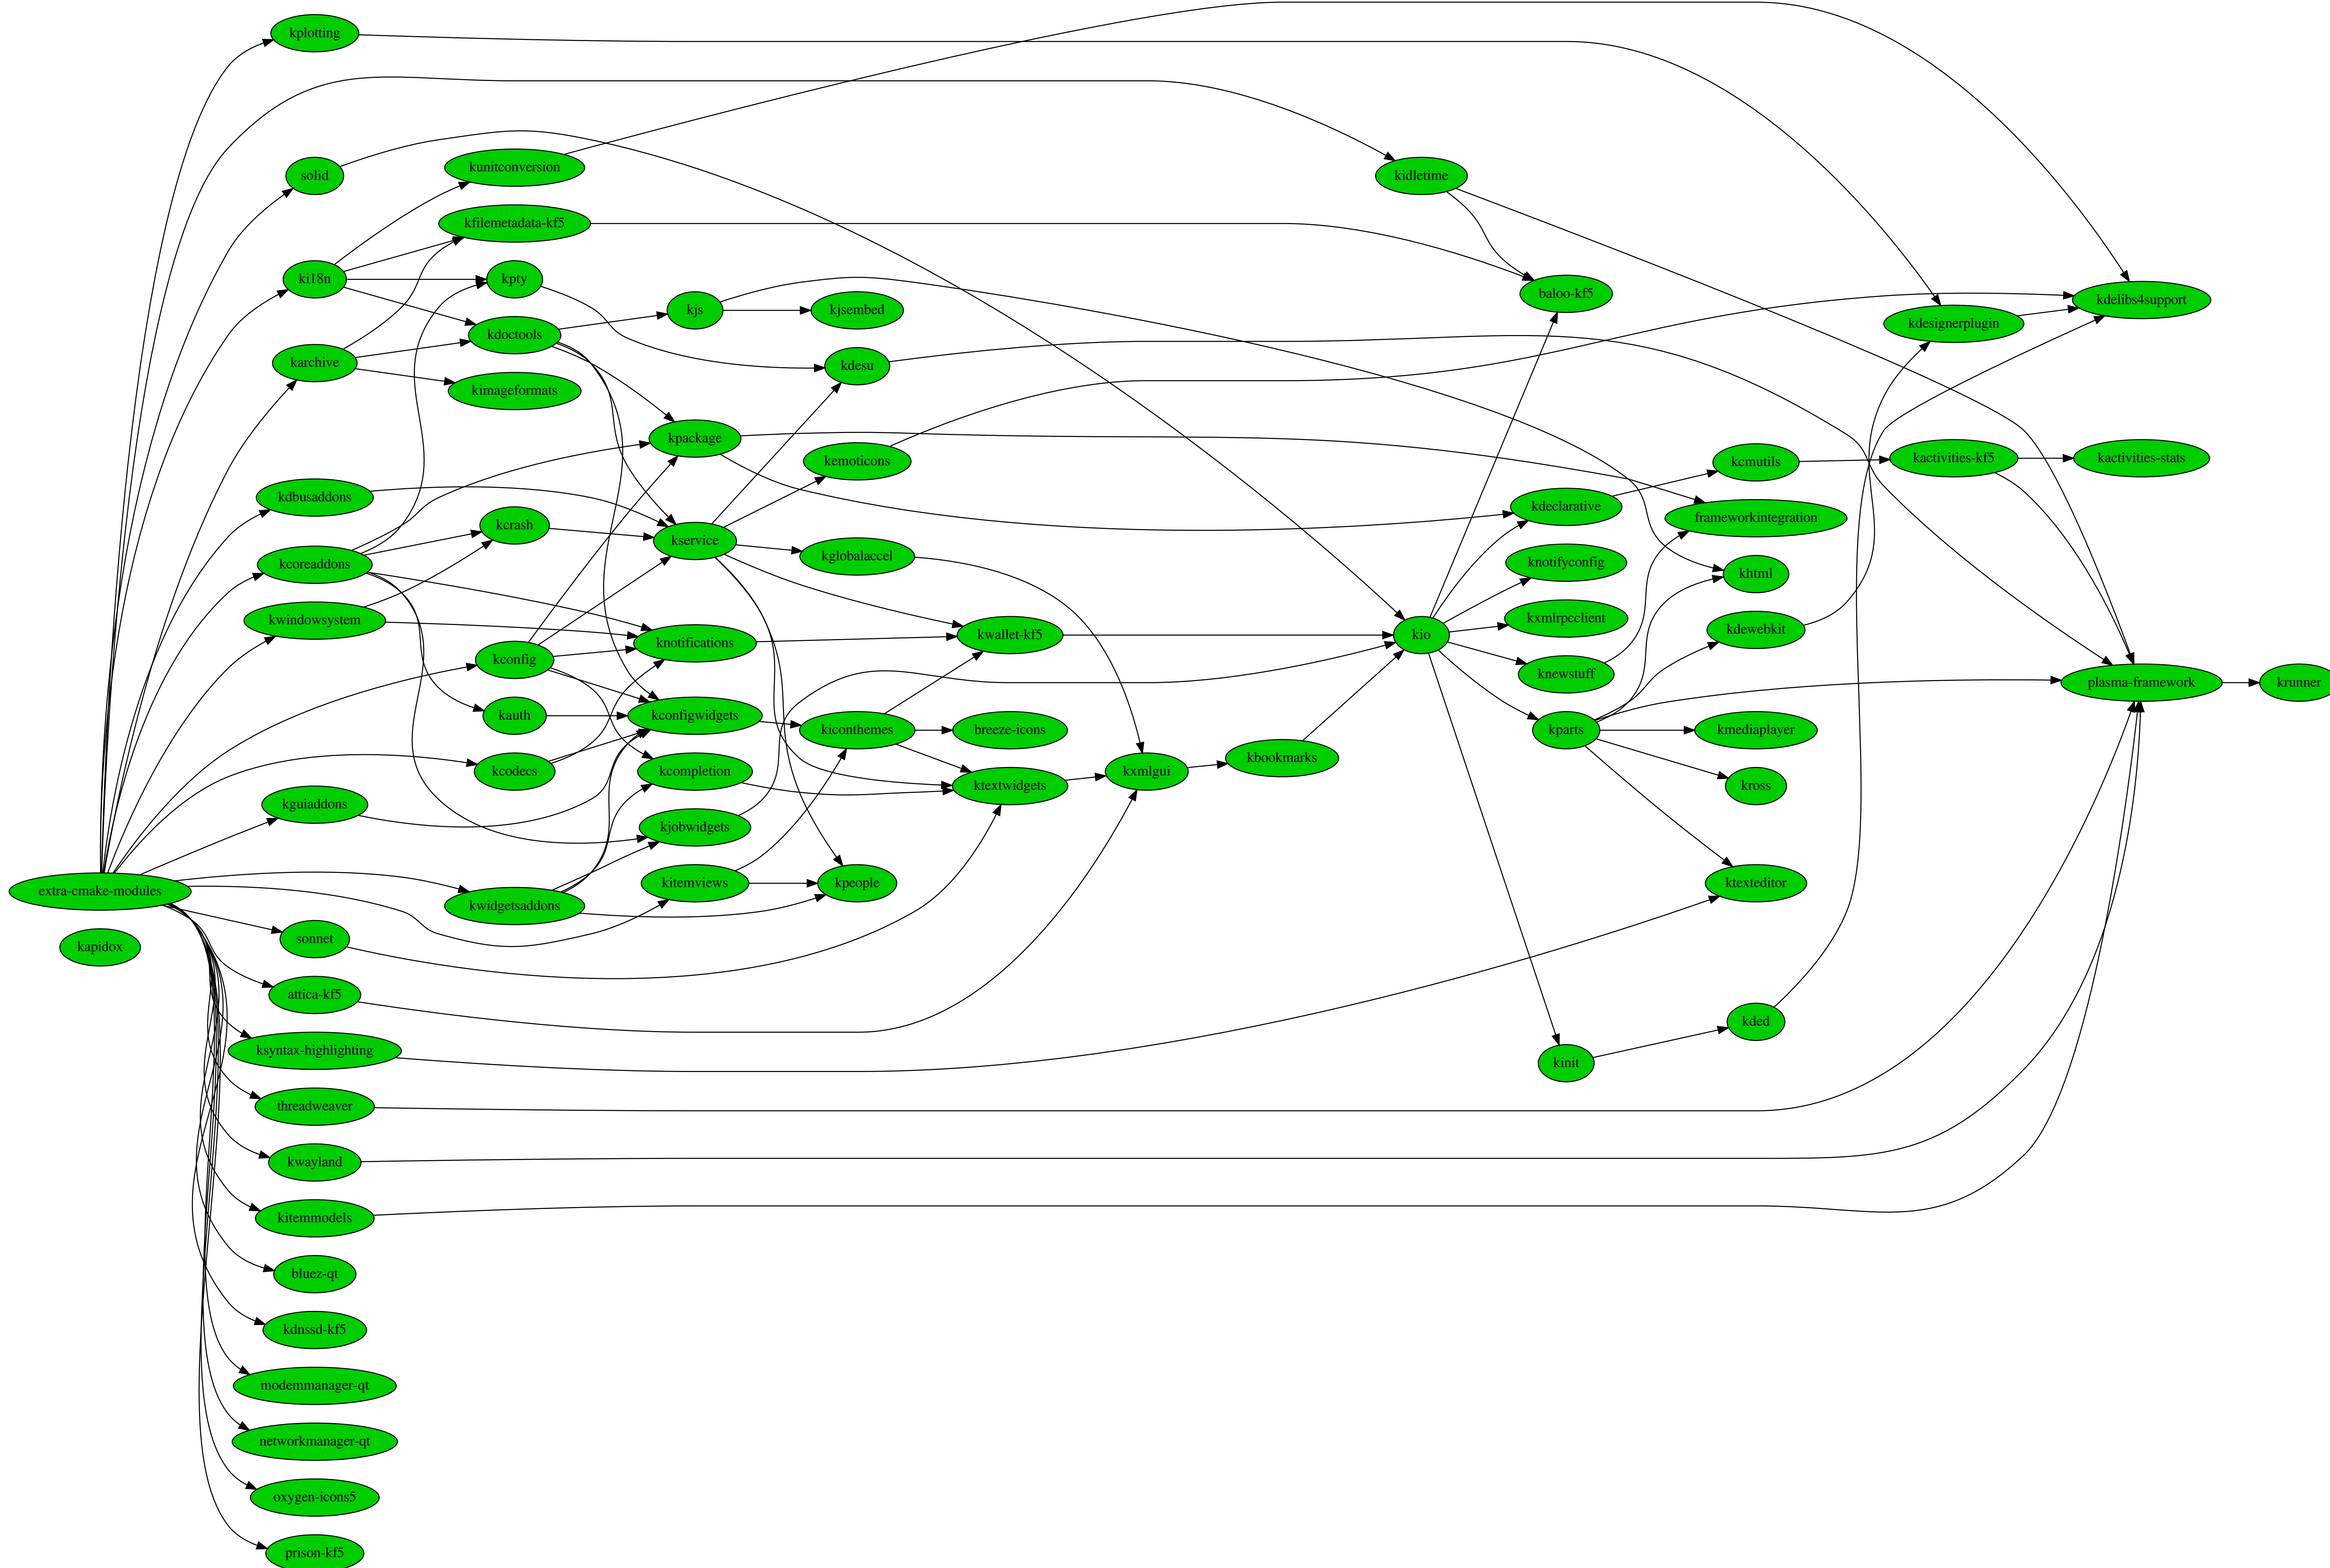 kplotting
kunitconversion
solid
kidletime
kfilemetadata-kf5
ki18n
kpty
baloo-kf5
kdelibs4support
kjs
kjsembed
kdesignerplugin
kdoctools
karchive
kdesu
kimageformats
kpackage
kemoticons
kcmutils
kactivities-kf5
kactivities-stats
kdbusaddons
kdeclarative
frameworkintegration
kcrash
kservice
kglobalaccel
knotifyconfig
kcoreaddons
khtml
kwindowsystem
kxmlrpcclient
kdewebkit
knotifications
kwallet-kf5
kio
kconfig
knewstuff
plasma-framework
krunner
kauth
kconfigwidgets
kiconthemes
breeze-icons
kparts
kmediaplayer
kcodecs
kcompletion
kxmlgui
kbookmarks
ktextwidgets
kross
kguiaddons
kjobwidgets
kitemviews
kpeople
ktexteditor
extra-cmake-modules
kwidgetsaddons
sonnet
kapidox
attica-kf5
kded
ksyntax-highlighting
kinit
threadweaver
kwayland
kitemmodels
bluez-qt
kdnssd-kf5
modemmanager-qt
networkmanager-qt
oxygen-icons5
prison-kf5